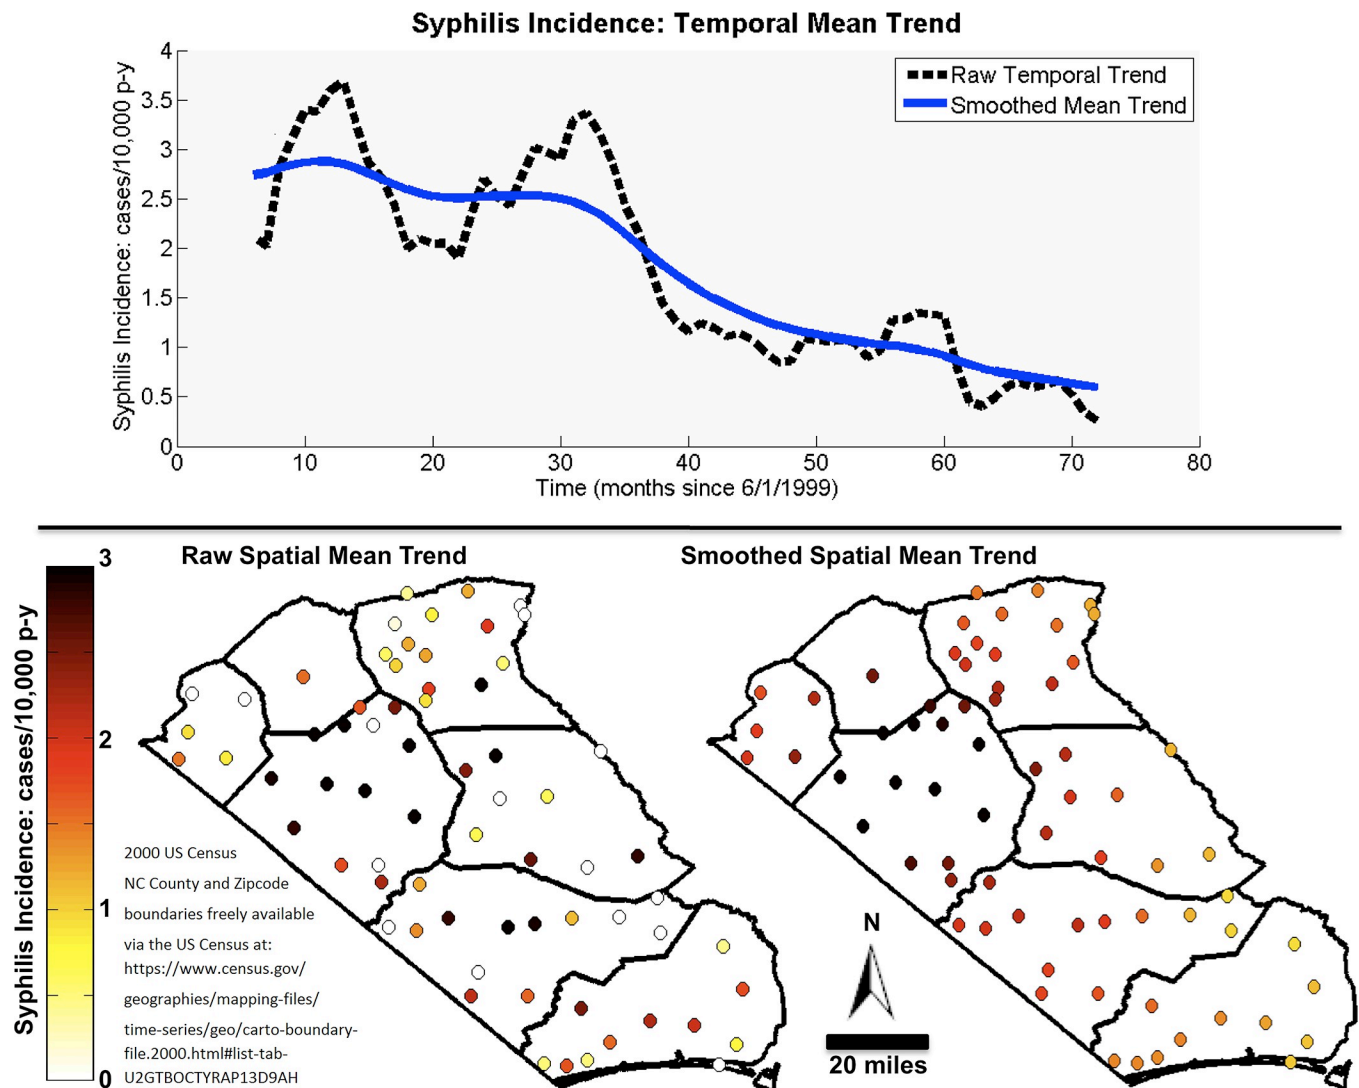 Syphilis Incidence: Temporal Mean Trend
Syphilis Incidence: cases/10,000 p-y
4
3.5
3
2.5
2
1.5
1
0.5
0
Raw Temporal Trend
Smoothed Mean Trend
0 10 20 30 40 50 60 70 80
Time (months since 6/1/1999)
Raw Spatial Mean Trend
Smoothed Spatial Mean Trend
Syphilis Incidence: cases/10,000 p-y
3
2
1
0
2000 US Census
NC County and Zipcode
boundaries freely available
via the US Census at:
https://www.census.gov/
geographies/mapping-files/
time-series/geo/carto-boundary-
file.2000.html#list-tab-
U2GTBOCTYRAP13D9AH
N
20 miles